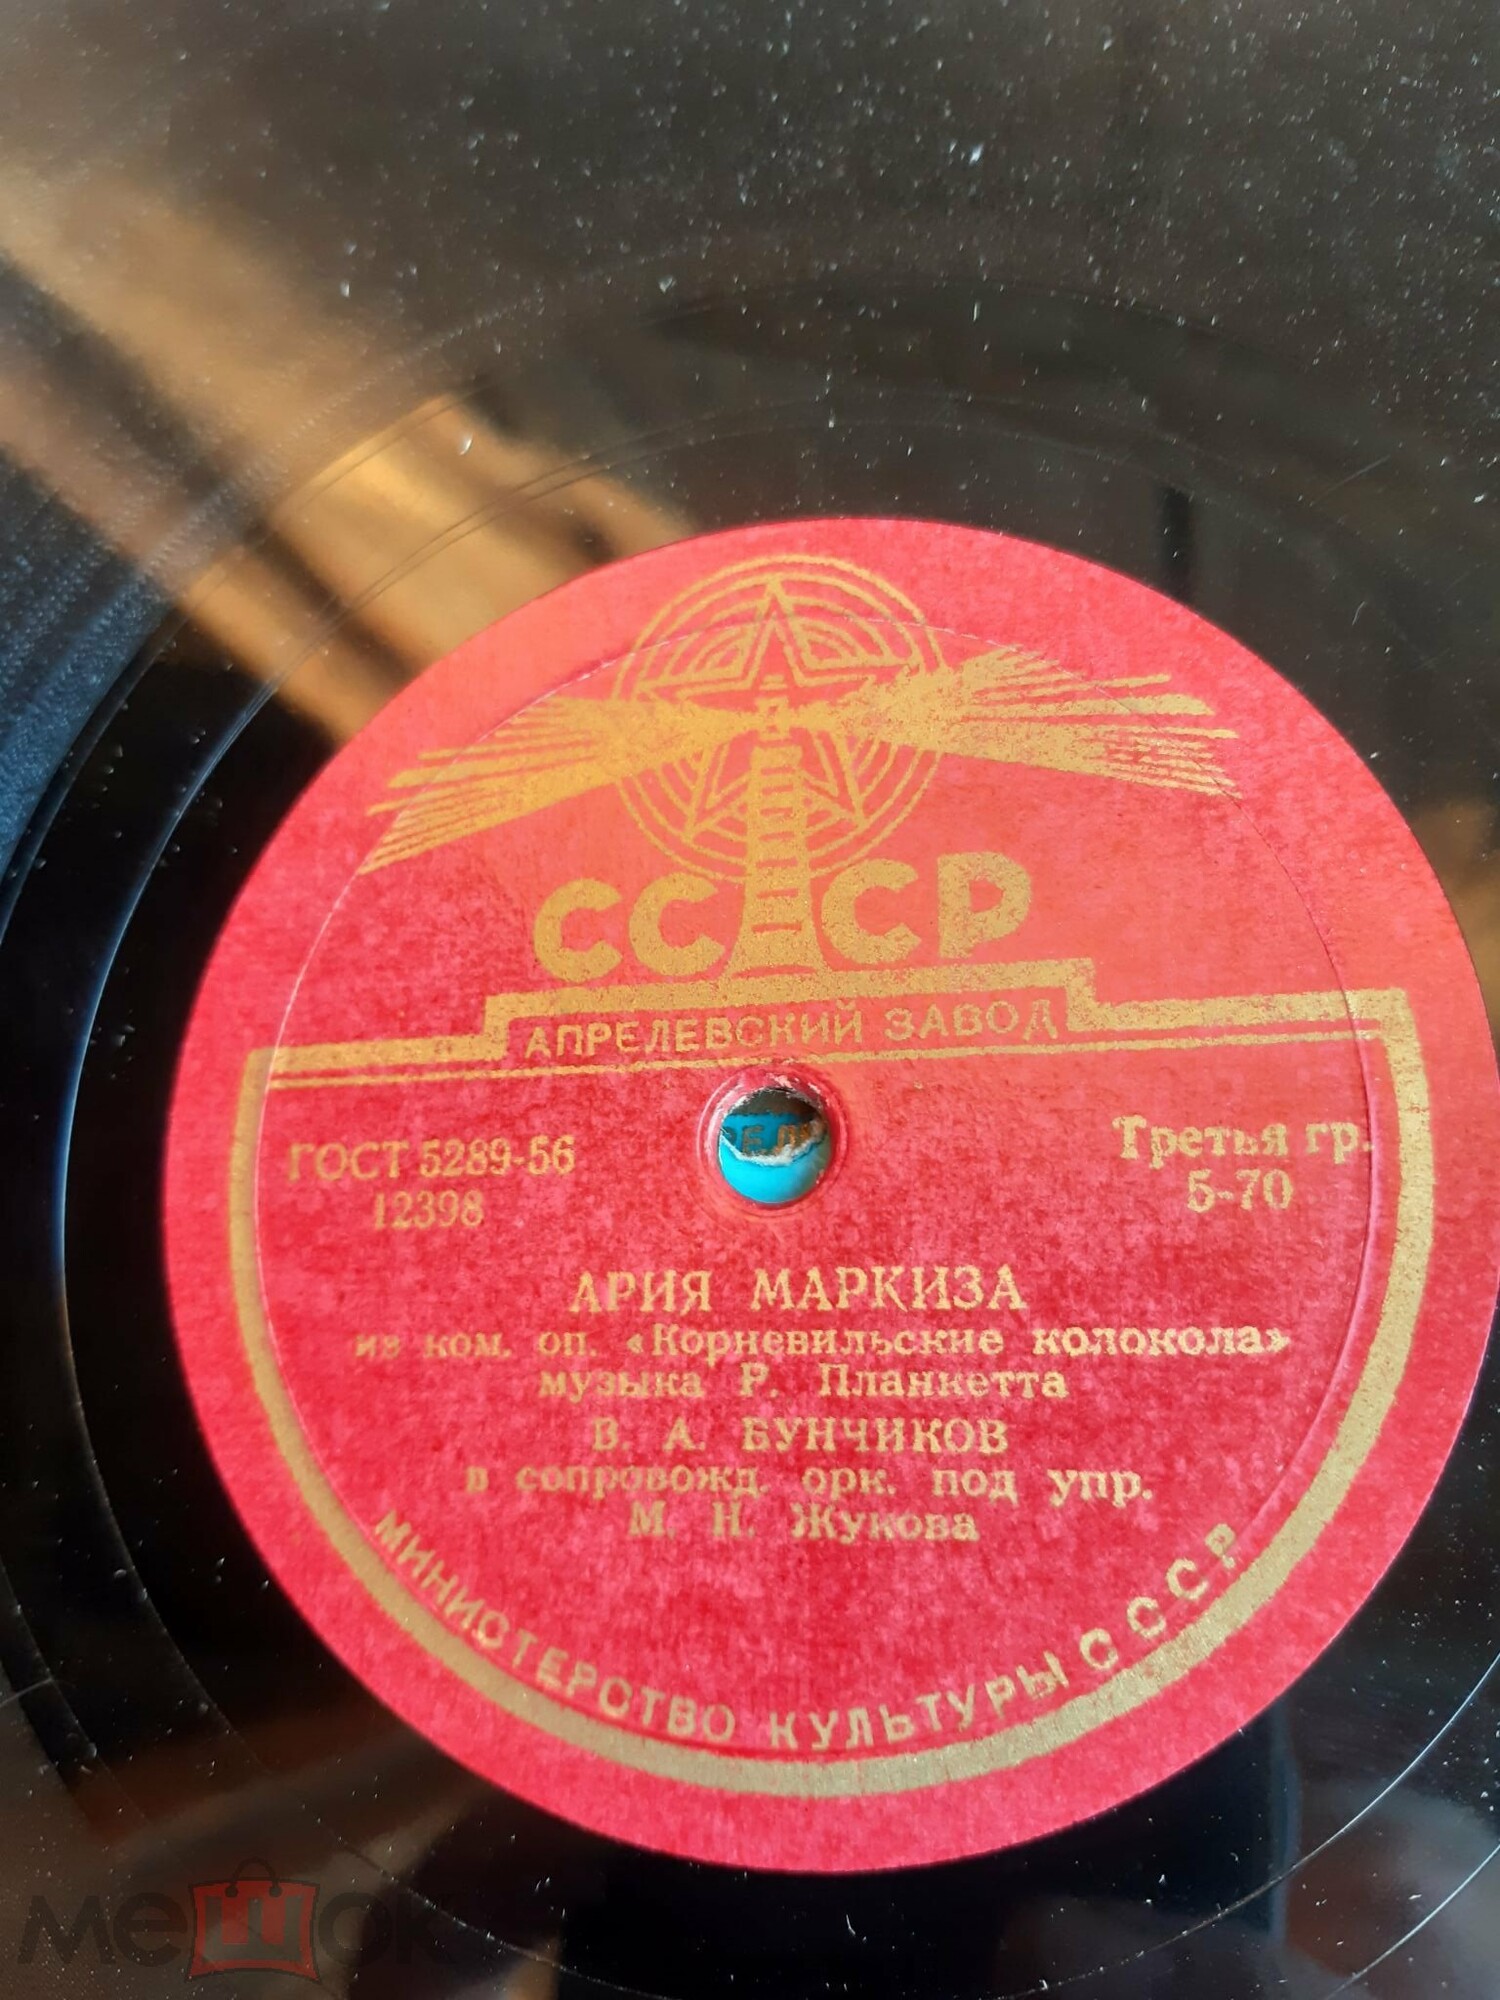 СССР
АПРЕЛЕВСКИЙ ЗАВОД
ГОСТ 5289-56
12398
Третья гр.
5-70
АРИЯ МАРКИЗА
из ком. оп. «Корневильские колокола»
музыка Р. Планкетта
В. А. БУНЧИКОВ
в сопровожд. орк. под упр.
М. Н. Жукова
МИНИСТЕРСТВО КУЛЬТУРЫ СССР
мешок